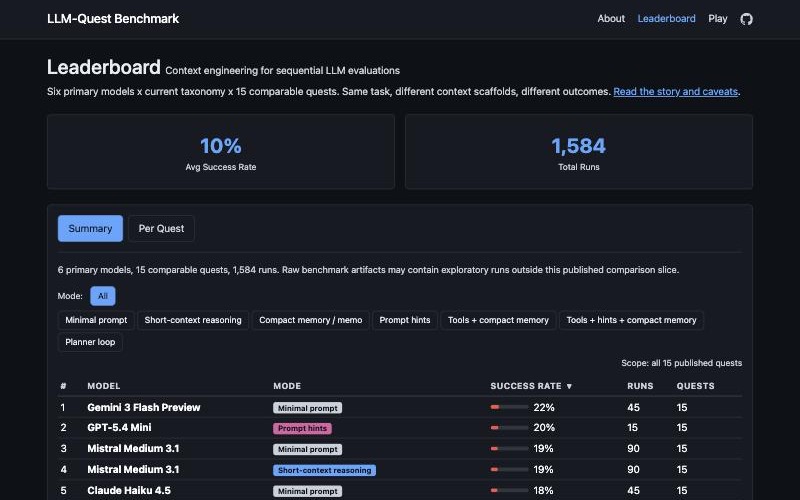 LLM-Quest Benchmark
About Leaderboard Play
Leaderboard Context engineering for sequential LLM evaluations
Six primary models x current taxonomy x 15 comparable quests. Same task, different context scaffolds, different outcomes. Read the story and caveats.
10% 1,584
Avg Success Rate Total Runs
Summary Per Quest
6 primary models, 15 comparable quests, 1,584 runs. Raw benchmark artifacts may contain exploratory runs outside this published comparison slice.
Mode: All
Minimal prompt Short-context reasoning Compact memory / memo Prompt hints Tools + compact memory Tools + hints + compact memory
Planner loop
Scope: all 15 published quests
# MODEL MODE SUCCESS RATE ▼ RUNS QUESTS
1 Gemini 3 Flash Preview Minimal prompt 22% 45 15
2 GPT-5.4 Mini Prompt hints 20% 15 15
3 Mistral Medium 3.1 Minimal prompt 19% 90 15
4 Mistral Medium 3.1 Short-context reasoning 19% 90 15
5 Claude Haiku 4.5 Minimal prompt 18% 45 15